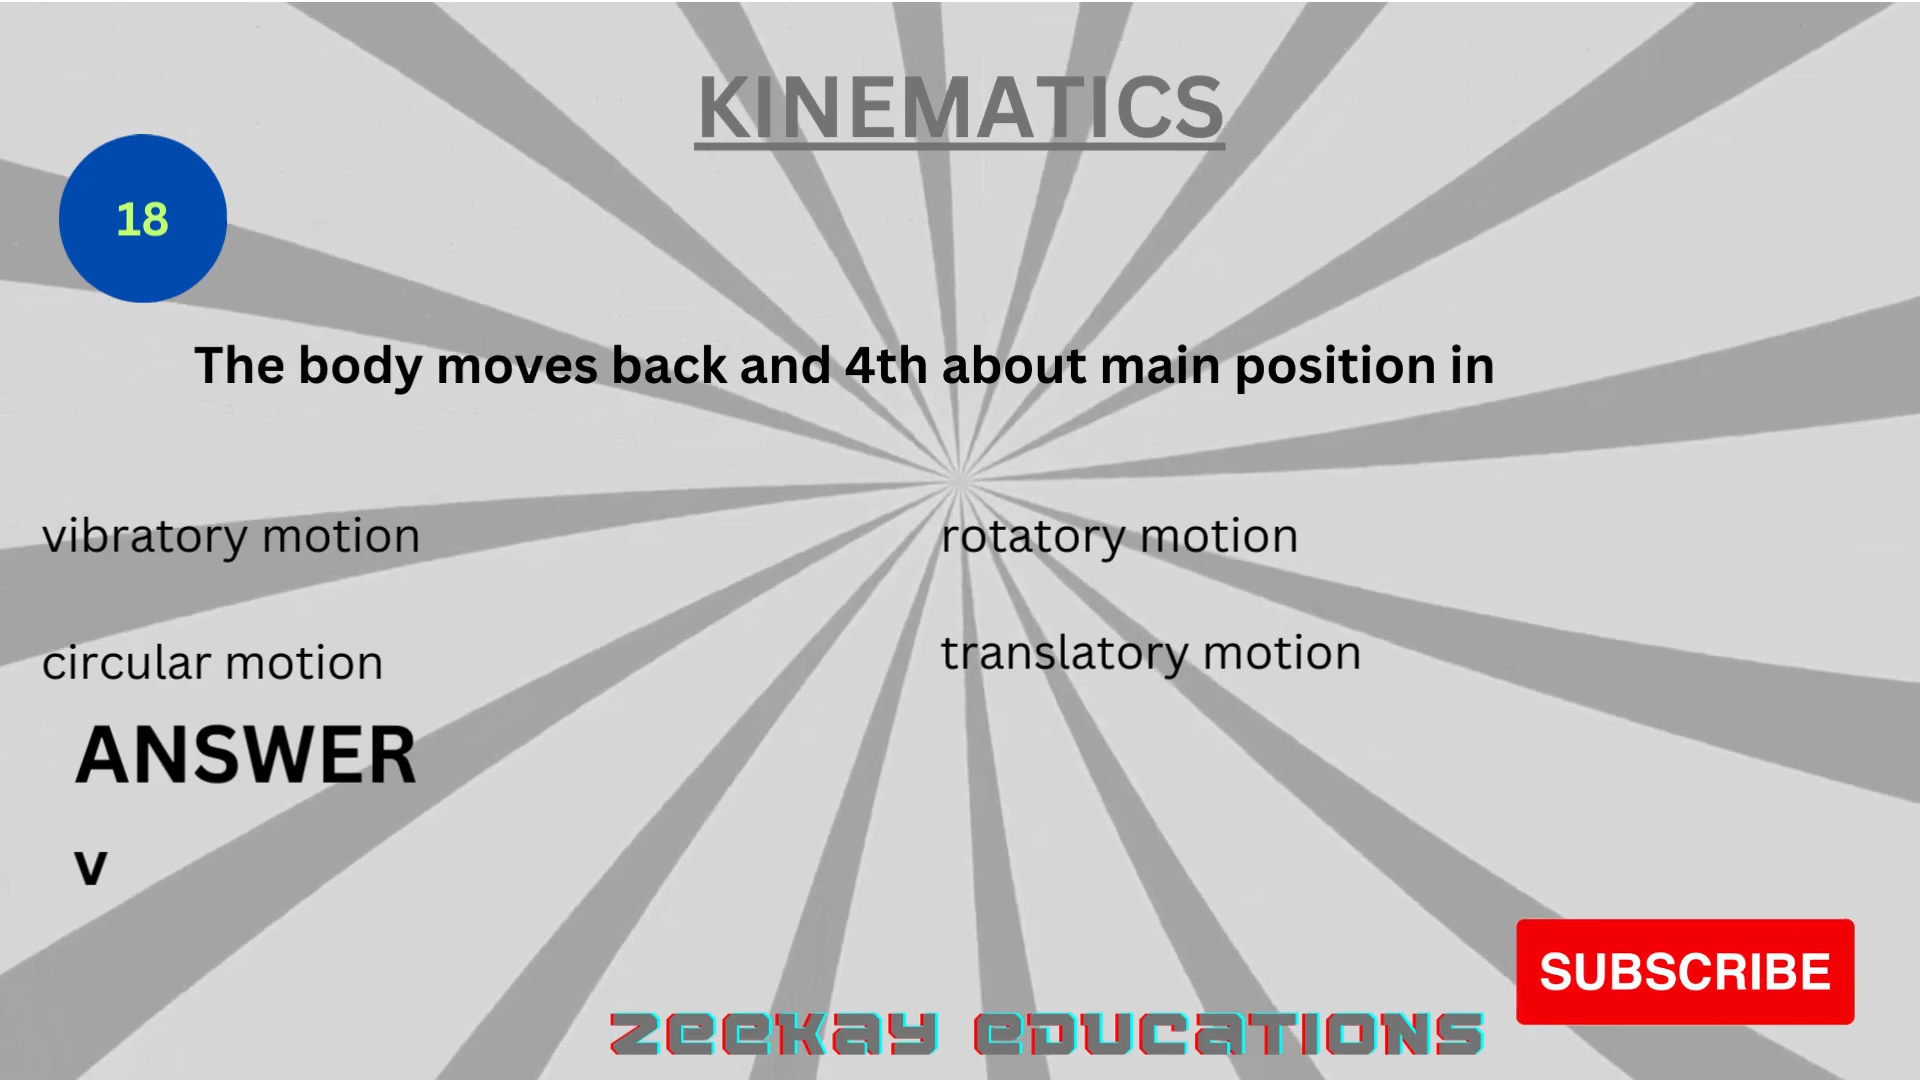 KINEMATICS
18
The body moves back and 4th about main position in
vibratory motion
rotatory motion
circular motion
translatory motion
ANSWER
v
SUBSCRIBE
zeekay educations